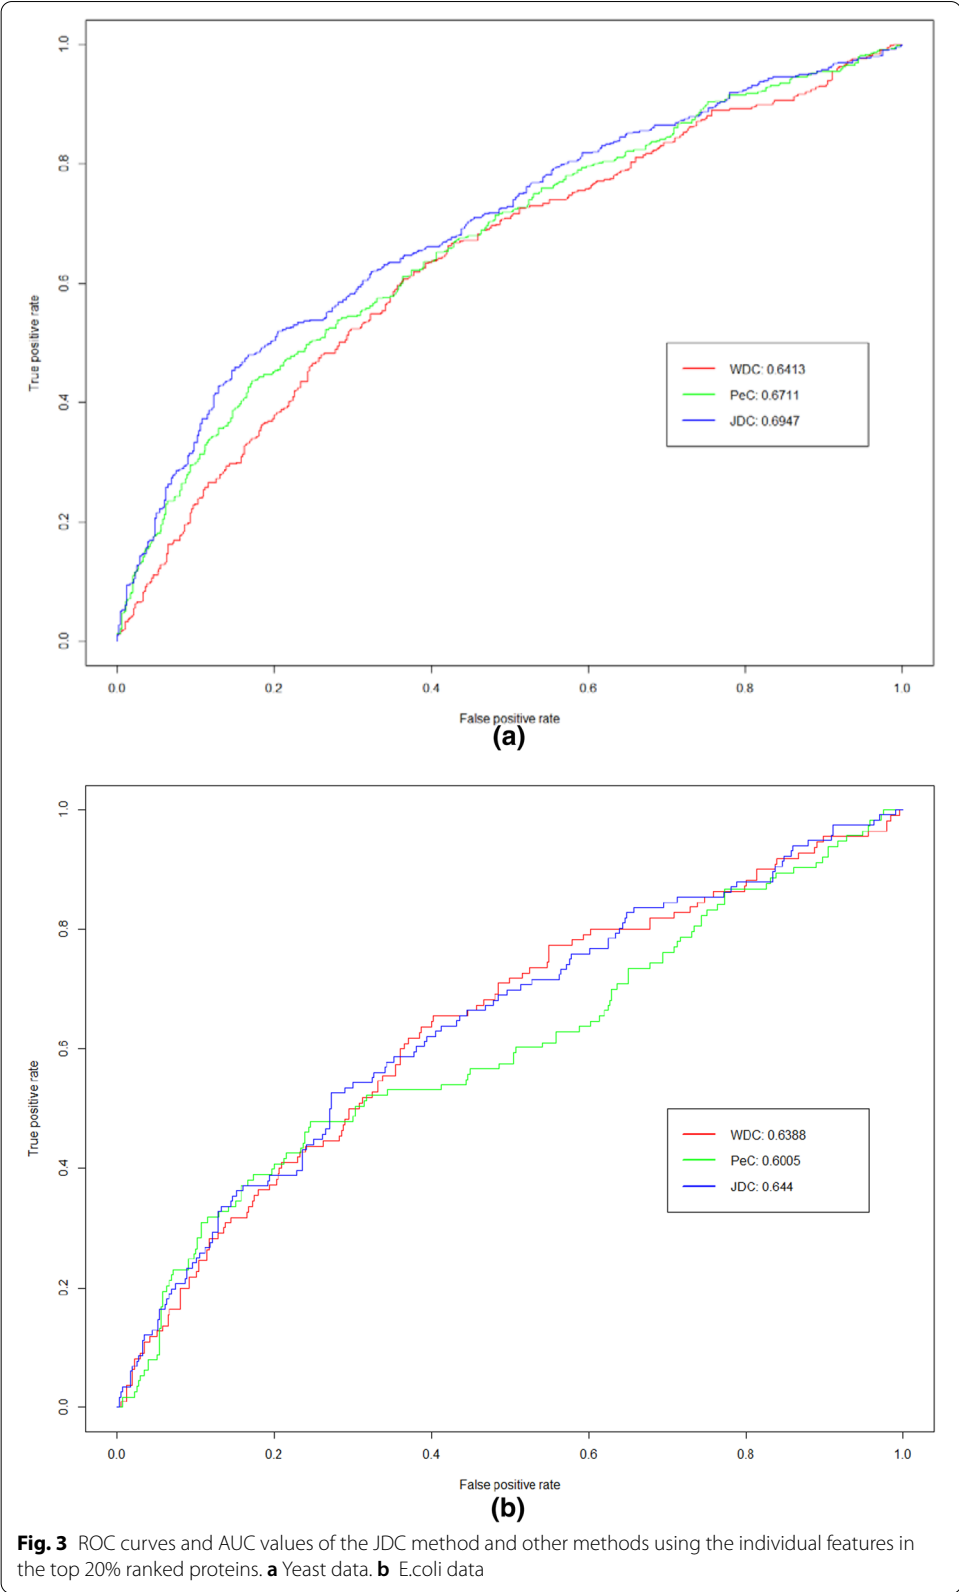 1.0
0.8
0.6
0.4
0.2
0.0
True positive rate
WDC: 0.6413
PeC: 0.6711
JDC: 0.6947
0.0 0.2 0.4 0.6 0.8 1.0
False positive rate
(a)
1.0
0.8
0.6
0.4
0.2
0.0
True positive rate
WDC: 0.6388
PeC: 0.6005
JDC: 0.644
0.0 0.2 0.4 0.6 0.8 1.0
False positive rate
(b)
Fig. 3 ROC curves and AUC values of the JDC method and other methods using the individual features in
the top 20% ranked proteins. a Yeast data. b E.coli data